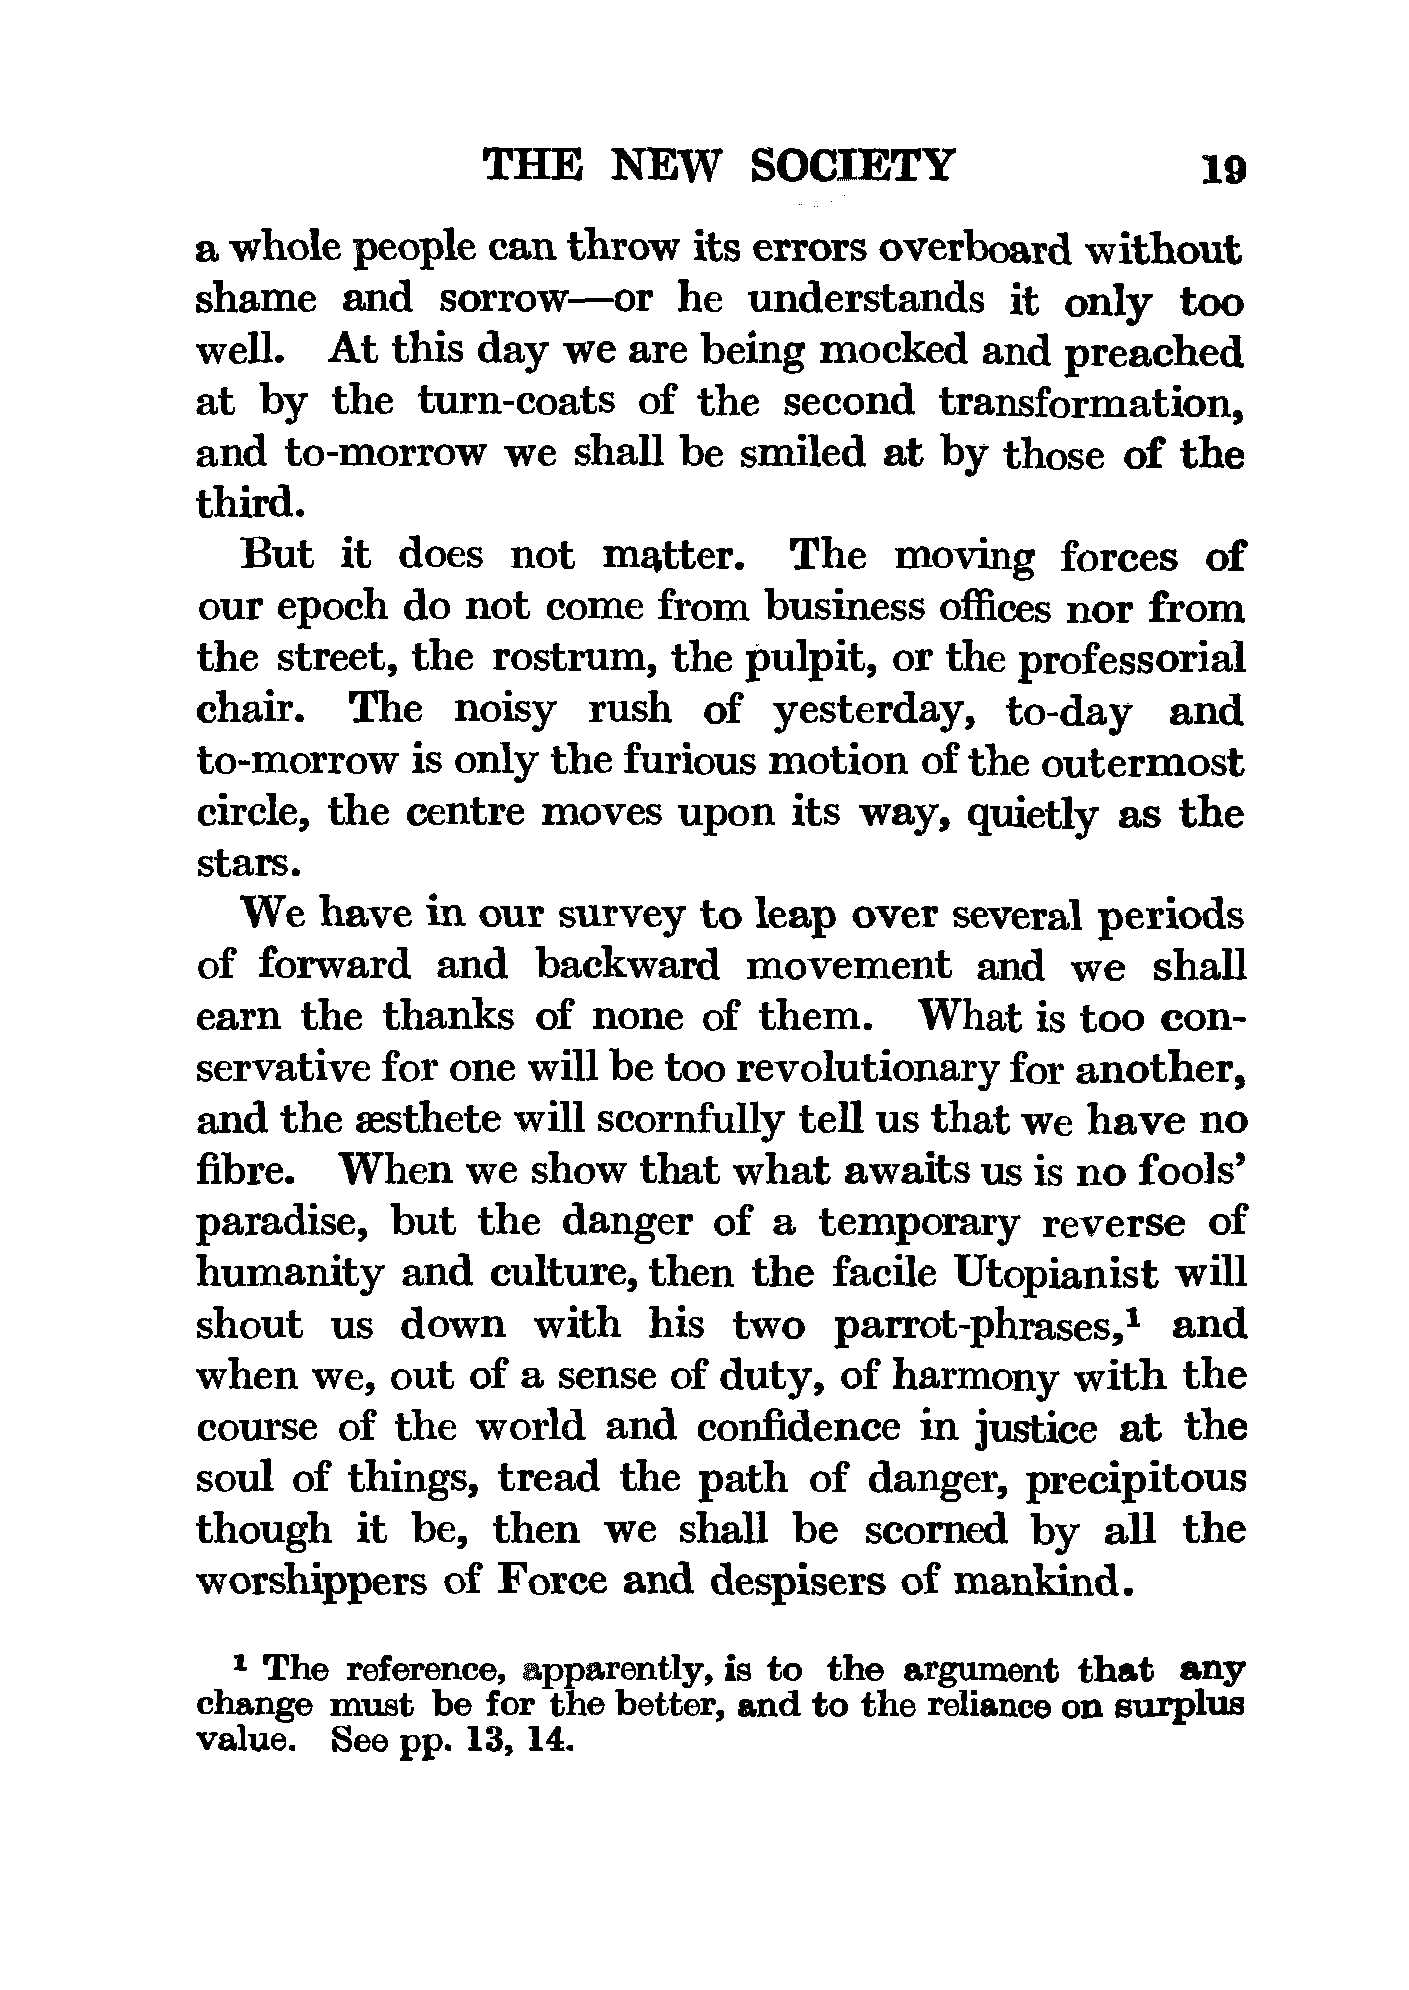 THE NEW SOCIETY 19
a whole people can throw its errors overboard without
shame and sorrow—or he understands it only too
well. At this day we are being mocked and preached
at by the turn-coats of the second transformation,
and to-morrow we shall be smiled at by those of the
third.
But it does not matter. The moving forces of
our epoch do not come from business offices nor from
the street, the rostrum, the pulpit, or the professorial
chair. The noisy rush of yesterday, to-day and
to-morrow is only the furious motion of the outermost
circle, the centre moves upon its way, quietly as the
stars.
We have in our survey to leap over several periods
of forward and backward movement and we shall
earn the thanks of none of them. What is too con-
servative for one will be too revolutionary for another,
and the æsthete will scornfully tell us that we have no
fibre. When we show that what awaits us is no fools’
paradise, but the danger of a temporary reverse of
humanity and culture, then the facile Utopianist will
shout us down with his two parrot-phrases,¹ and
when we, out of a sense of duty, of harmony with the
course of the world and confidence in justice at the
soul of things, tread the path of danger, precipitous
though it be, then we shall be scorned by all the
worshippers of Force and despisers of mankind.
¹ The reference, apparently, is to the argument that any
change must be for the better, and to the reliance on surplus
value. See pp. 13, 14.